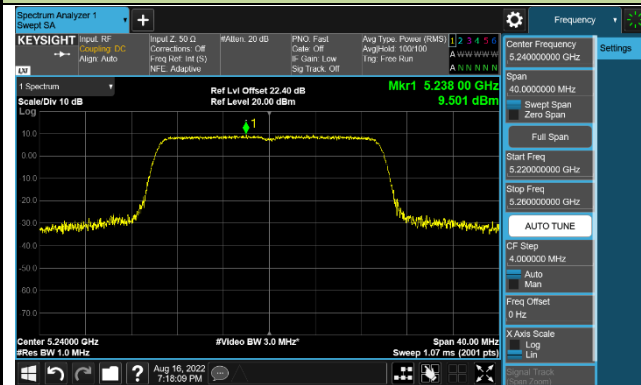 Spectrum Analyzer 1
Swept SA
Frequency
KEYSIGHT
Input: RF
Coupling: DC
Align: Auto
Input Z: 50 Ω
Corrections: Off
Freq Ref: Int (S)
NFE: Adaptive
#Atten: 20 dB
PNO: Fast
Gate: Off
IF Gain: Low
Sig Track: Off
Avg Type: Power (RMS)
Avg|Hold: 100/100
Trig: Free Run
1 2 3 4 5 6
A W W W W W
A N N N N N
LXI
1 Spectrum
Scale/Div 10 dB
Log
Ref Lvl Offset 22.40 dB
Ref Level 20.00 dBm
Mkr1 5.238 00 GHz
9.501 dBm
1
10.0
0.00
-10.0
-20.0
-30.0
-40.0
-50.0
-60.0
-70.0
Center 5.24000 GHz
#Res BW 1.0 MHz
#Video BW 3.0 MHz*
Span 40.00 MHz
Sweep 1.07 ms (2001 pts)
Aug 16, 2022
7:18:09 PM
Settings
Center Frequency
5.240000000 GHz
Span
40.0000000 MHz
Swept Span
Zero Span
Full Span
Start Freq
5.220000000 GHz
Stop Freq
5.260000000 GHz
AUTO TUNE
CF Step
4.000000 MHz
Auto
Man
Freq Offset
0 Hz
X Axis Scale
Log
Lin
Signal Track
(Span Zoom)